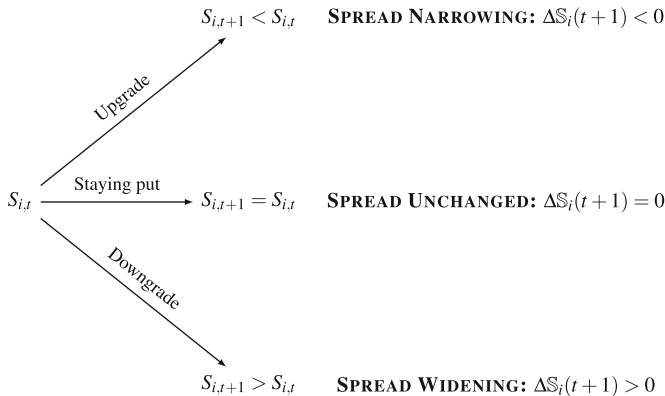 S_{i,t+1} < S_{i,t} SPREAD NARROWING: Δ𝕊_i(t+1) < 0
Upgrade
Staying put
S_{i,t} S_{i,t+1} = S_{i,t} SPREAD UNCHANGED: Δ𝕊_i(t+1) = 0
Downgrade
S_{i,t+1} > S_{i,t} SPREAD WIDENING: Δ𝕊_i(t+1) > 0